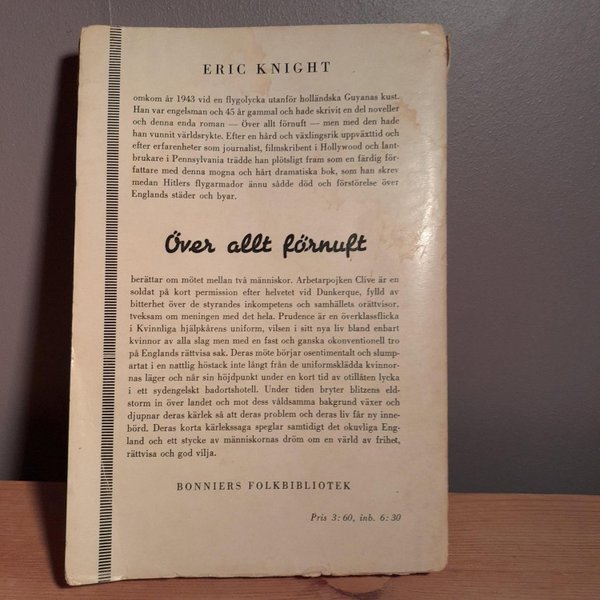 ERIC KNIGHT
omkom år 1943 vid en flygolycka utanför holländska Guyanas kust.
Han var engelsman och 45 år gammal och hade skrivit en del noveller
och denna enda roman — Över allt förnuft — men med den hade
han vunnit världsrykte. Efter en hård och växlingsrik uppväxttid och
efter erfarenheter som journalist, filmskribent i Hollywood och lant-
brukare i Pennsylvania trädde han plötsligt fram som en färdig för-
fattare med denna mogna och hårt dramatiska bok, som han skrev
medan Hitlers flygarmador ännu sådde död och förstörelse över
Englands städer och byar.
Över allt förnuft
berättar om mötet mellan två människor. Arbetarpojken Clive är en
soldat på kort permission efter helvetet vid Dunkerque, fylld av
bitterhet över de styrandes inkompetens och samhällets orättvisor,
tveksam om meningen med det hela. Prudence är en överklassflicka
i Kvinnliga hjälpkårens uniform, vilsen i sitt nya liv bland enbart
kvinnor av alla slag men med en fast och ganska okonventionell tro
på Englands rättvisa sak. Deras möte börjar osentimentalt och slump-
artat i en nattlig höstack inte långt från de uniformsklädda kvinnor-
nas läger och når sin höjdpunkt under en kort tid av otillåten lycka
i ett sydengelskt badortshotell. Under tiden bryter blitzens eld-
storm in över landet och mot dess våldsamma bakgrund växer och
djupnar deras kärlek så att deras problem och deras liv får ny inne-
börd. Deras korta kärlekssaga speglar samtidigt det okuvliga Eng-
land och ett stycke av människornas dröm om en värld av frihet,
rättvisa och god vilja.
BONNIERS FOLKBIBLIOTEK
Pris 3:60, inb. 6:30